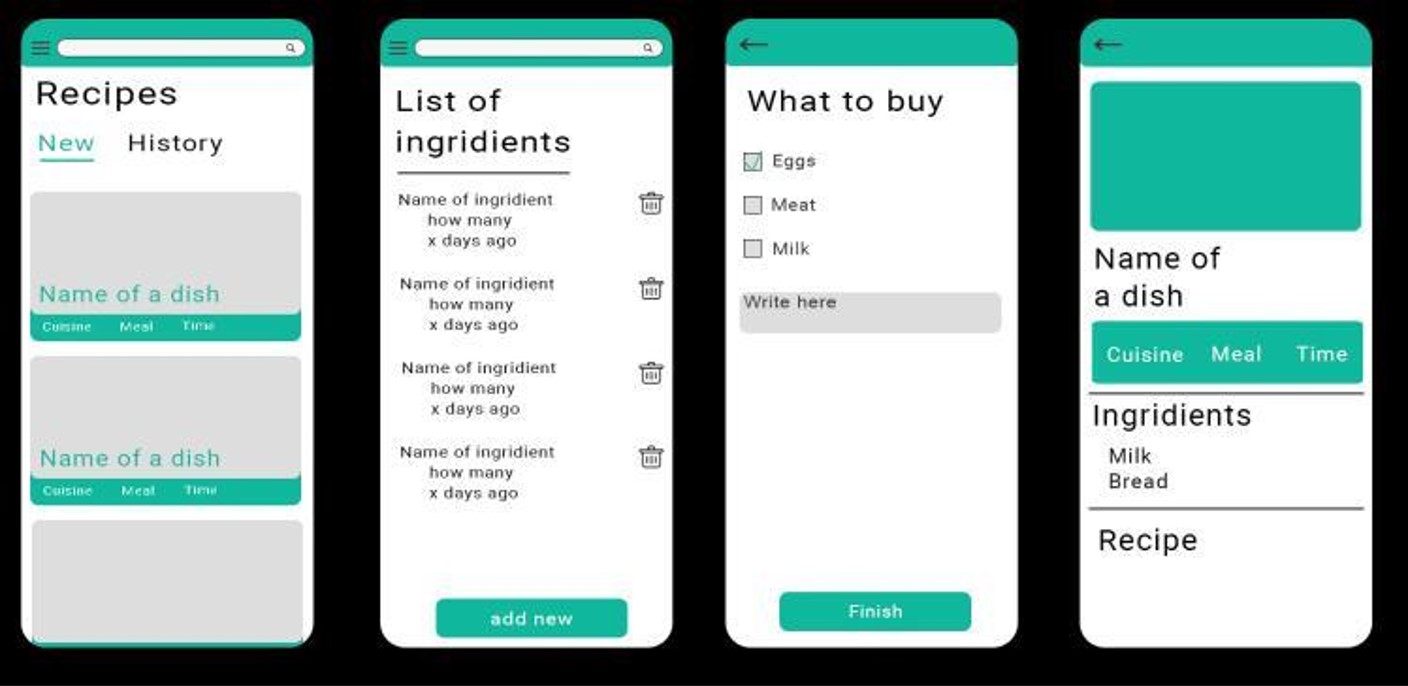 Recipes
New History
Name of a dish
Cuisine Meal Time
Name of a dish
Cuisine Meal Time
List of
ingridients
Name of ingridient
how many
x days ago
Name of ingridient
how many
x days ago
Name of ingridient
how many
x days ago
Name of ingridient
how many
x days ago
add new
What to buy
Eggs
Meat
Milk
Write here
Finish
Name of
a dish
Cuisine Meal Time
Ingridients
Milk
Bread
Recipe